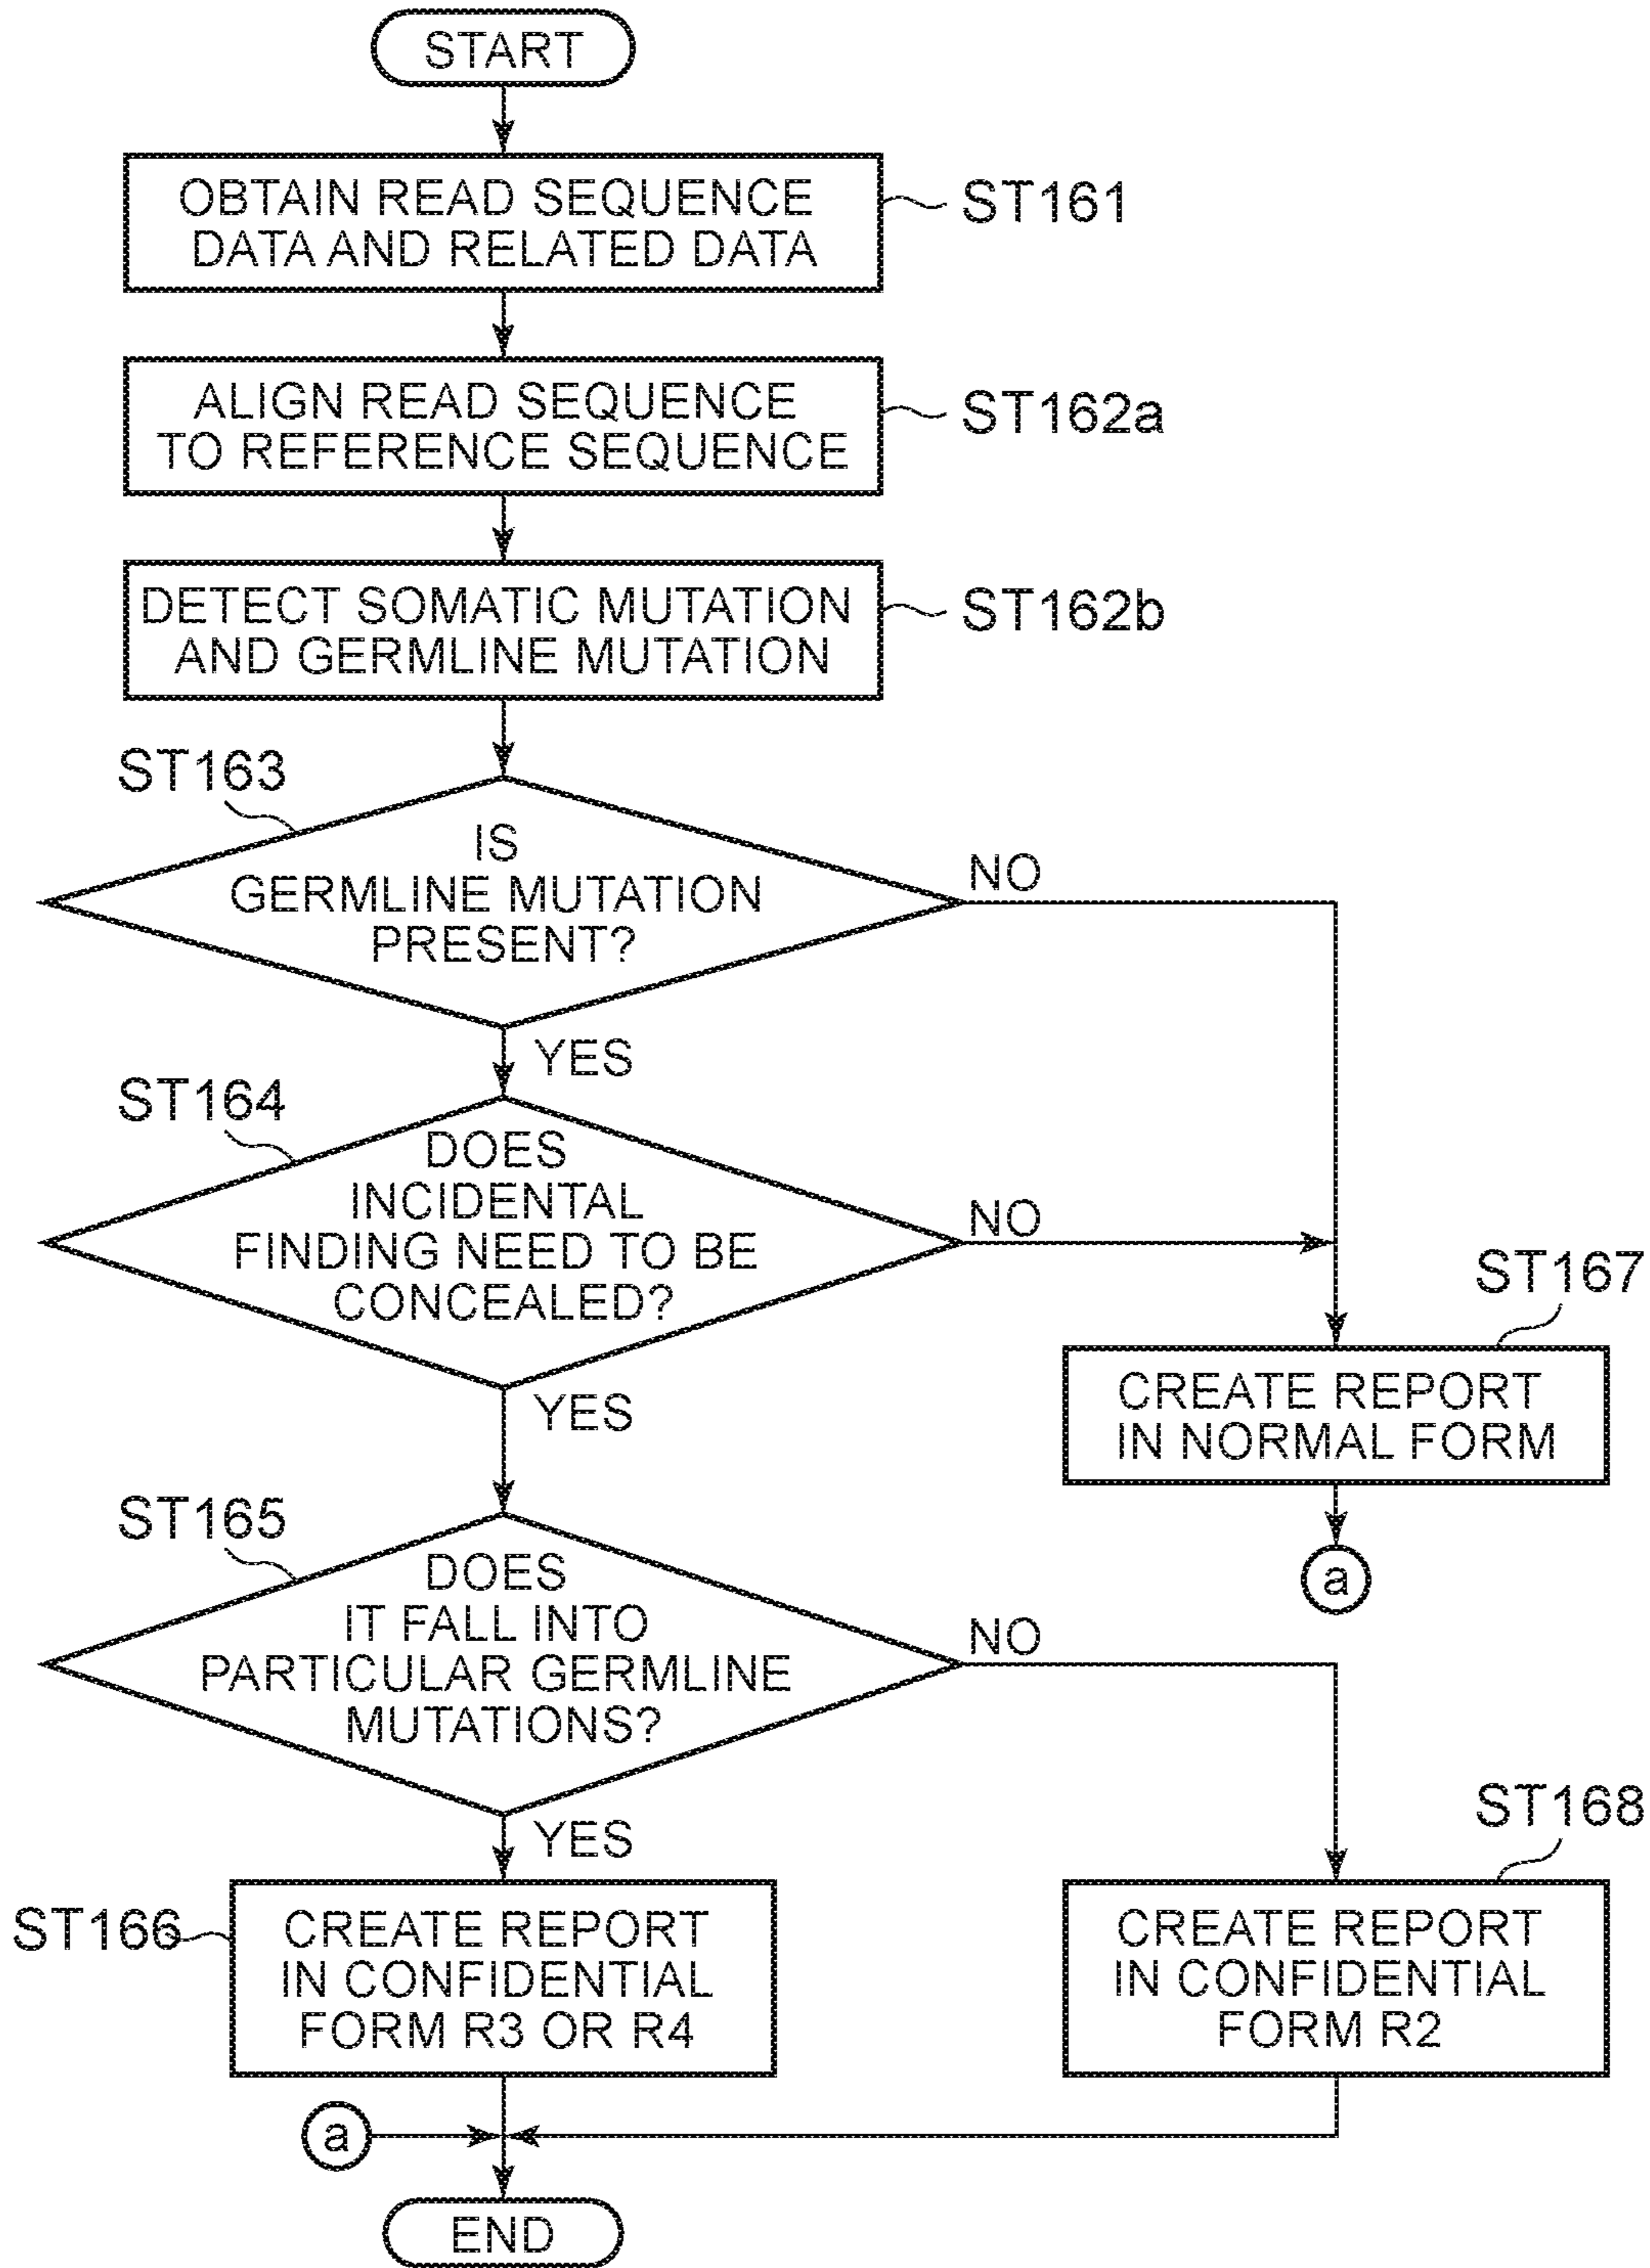 START
OBTAIN READ SEQUENCE
DATA AND RELATED DATA
ST161
ALIGN READ SEQUENCE
TO REFERENCE SEQUENCE
ST162a
DETECT SOMATIC MUTATION
AND GERMLINE MUTATION
ST162b
ST163
IS
GERMLINE MUTATION
PRESENT?
NO
YES
ST164
DOES
INCIDENTAL
FINDING NEED TO BE
CONCEALED?
NO
YES
ST167
CREATE REPORT
IN NORMAL FORM
a
ST165
DOES
IT FALL INTO
PARTICULAR GERMLINE
MUTATIONS?
NO
YES
ST166
CREATE REPORT
IN CONFIDENTIAL
FORM R3 OR R4
ST168
CREATE REPORT
IN CONFIDENTIAL
FORM R2
a
END